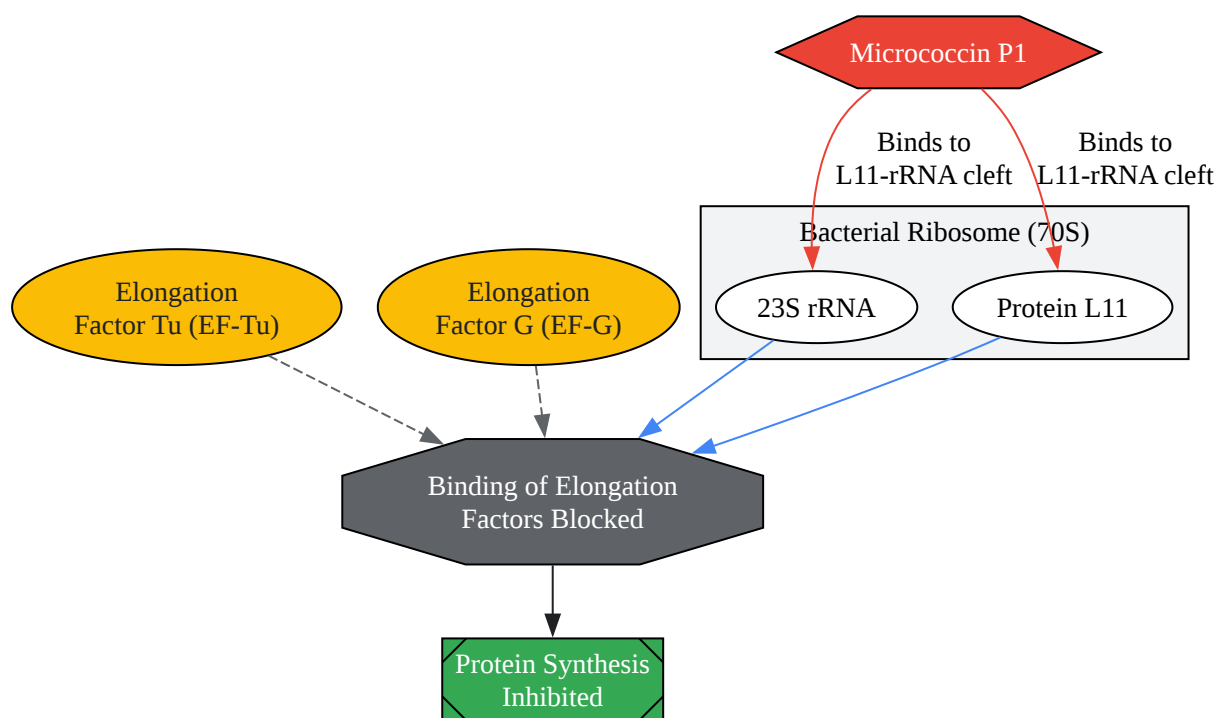 Micrococcin P1
Binds to
L11-rRNA cleft
Binds to
L11-rRNA cleft
Bacterial Ribosome (70S)
Elongation
Factor Tu (EF-Tu)
Elongation
Factor G (EF-G)
23S rRNA
Protein L11
Binding of Elongation
Factors Blocked
Protein Synthesis
Inhibited